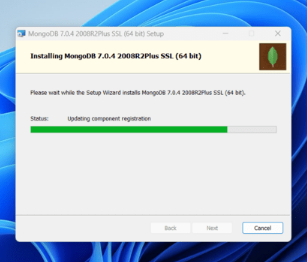 MongoDB 7.0.4 2008R2Plus SSL (64 bit) Setup
Installing MongoDB 7.0.4 2008R2Plus SSL (64 bit)
Please wait while the Setup Wizard installs MongoDB 7.0.4 2008R2Plus SSL (64 bit).
Status: Updating component registration
Back Next Cancel